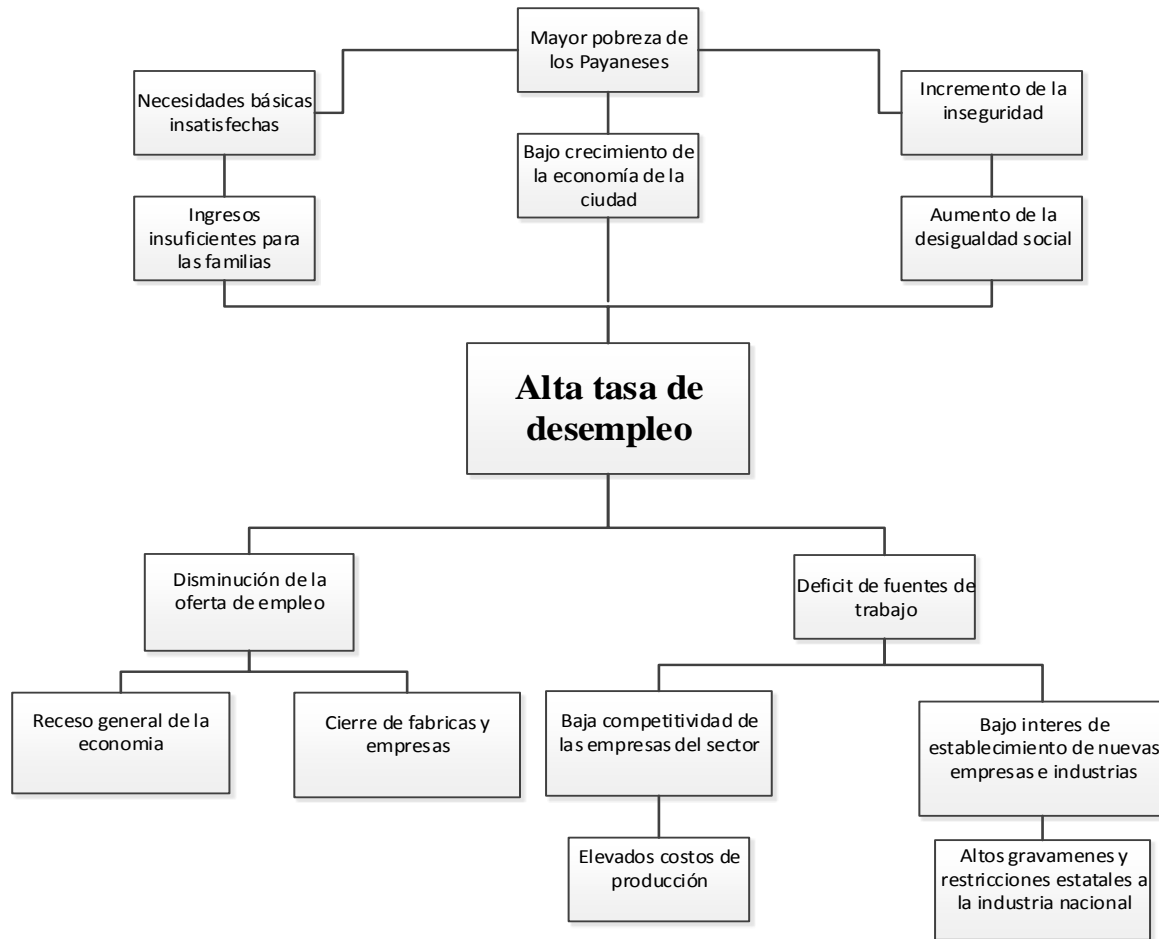 Mayor pobreza de
los Payaneses
Necesidades básicas
insatisfechas
Incremento de la
inseguridad
Bajo crecimiento de
la economía de la
ciudad
Ingresos
insuficientes para
las familias
Aumento de la
desigualdad social
Alta tasa de
desempleo
Disminución de la
oferta de empleo
Deficit de fuentes de
trabajo
Receso general de la
economia
Cierre de fabricas y
empresas
Baja competitividad de
las empresas del sector
Bajo interes de
establecimiento de nuevas
empresas e industrias
Elevados costos de
producción
Altos gravamenes y
restricciones estatales a
la industria nacional